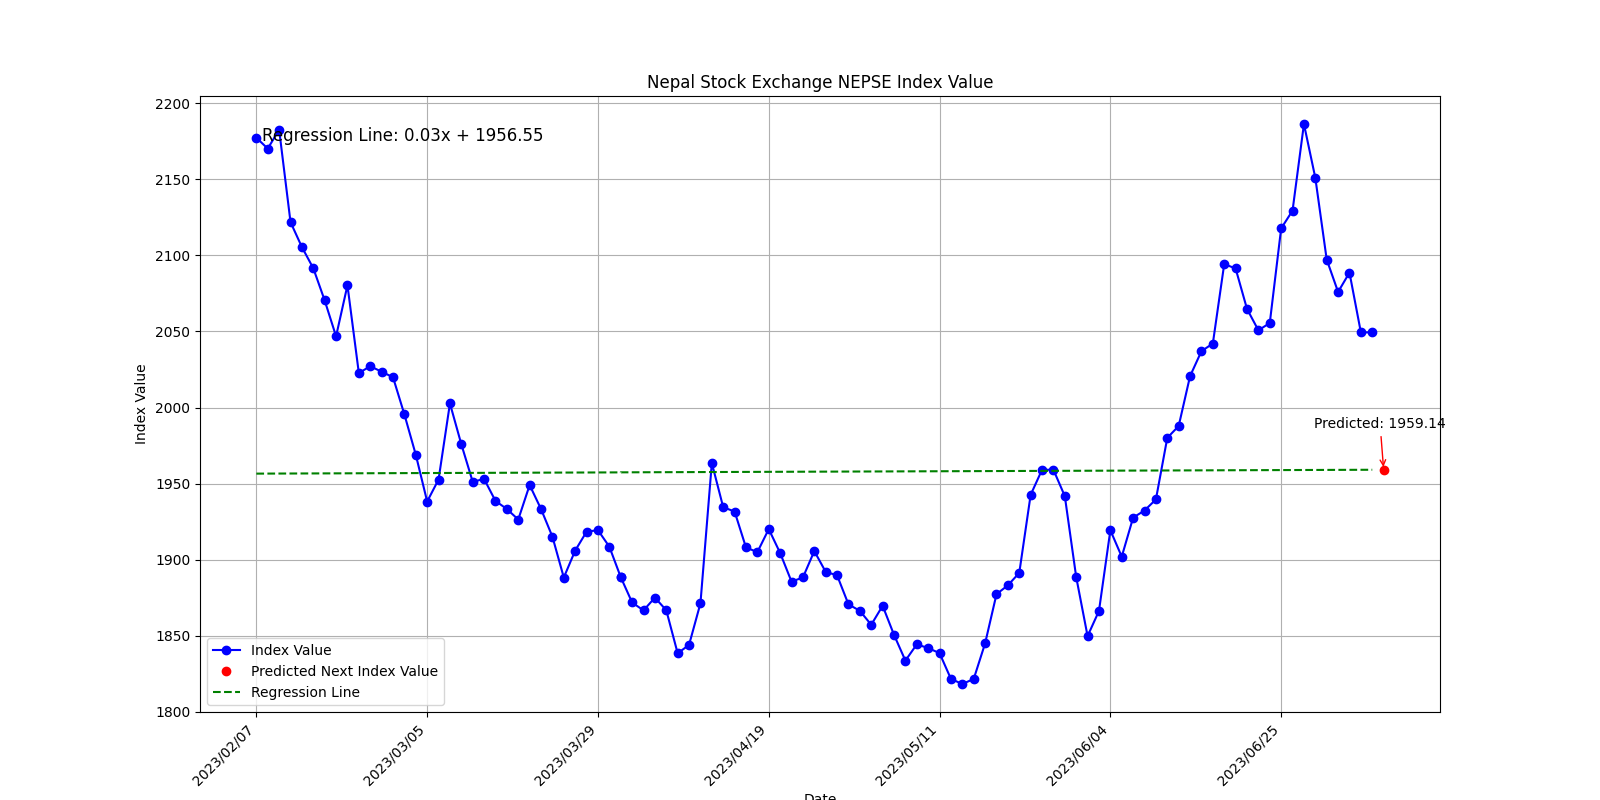 Nepal Stock Exchange NEPSE Index Value
2200
2150
2100
2050
2000
1950
1900
1850
1800
Index Value
Regression Line: 0.03x + 1956.55
Predicted: 1959.14
Index Value
Predicted Next Index Value
Regression Line
2023/02/07
2023/03/05
2023/03/29
2023/04/19
2023/05/11
2023/06/04
2023/06/25
Date